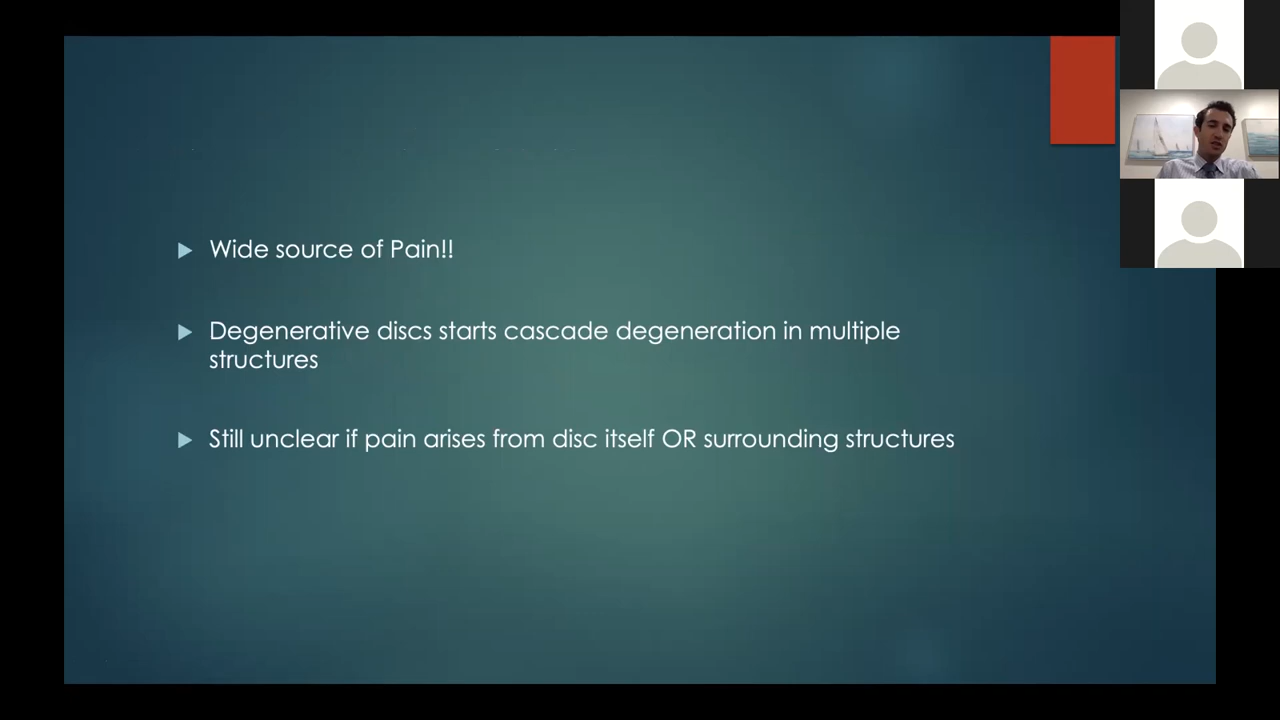 Wide source of Pain!!
Degenerative discs starts cascade degeneration in multiple
structures
Still unclear if pain arises from disc itself OR surrounding structures